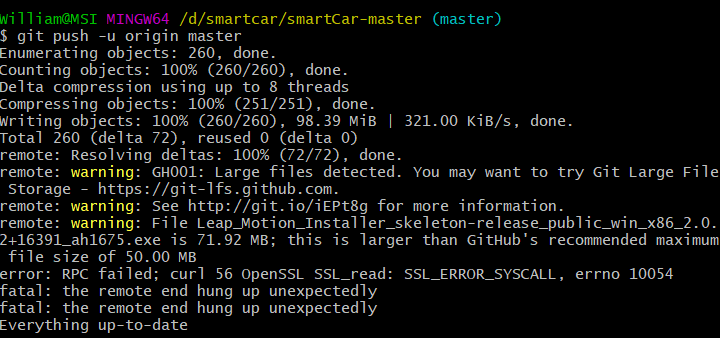 William@MSI MINGW64 /d/smartcar/smartCar-master (master)
$ git push -u origin master
Enumerating objects: 260, done.
Counting objects: 100% (260/260), done.
Delta compression using up to 8 threads
Compressing objects: 100% (251/251), done.
Writing objects: 100% (260/260), 98.39 MiB | 321.00 KiB/s, done.
Total 260 (delta 72), reused 0 (delta 0)
remote: Resolving deltas: 100% (72/72), done.
remote: warning: GH001: Large files detected. You may want to try Git Large File
 Storage - https://git-lfs.github.com.
remote: warning: See http://git.io/iEPt8g for more information.
remote: warning: File Leap_Motion_Installer_skeleton-release_public_win_x86_2.0.
2+16391_ah1675.exe is 71.92 MB; this is larger than GitHub's recommended maximum
 file size of 50.00 MB
error: RPC failed; curl 56 OpenSSL SSL_read: SSL_ERROR_SYSCALL, errno 10054
fatal: the remote end hung up unexpectedly
fatal: the remote end hung up unexpectedly
Everything up-to-date